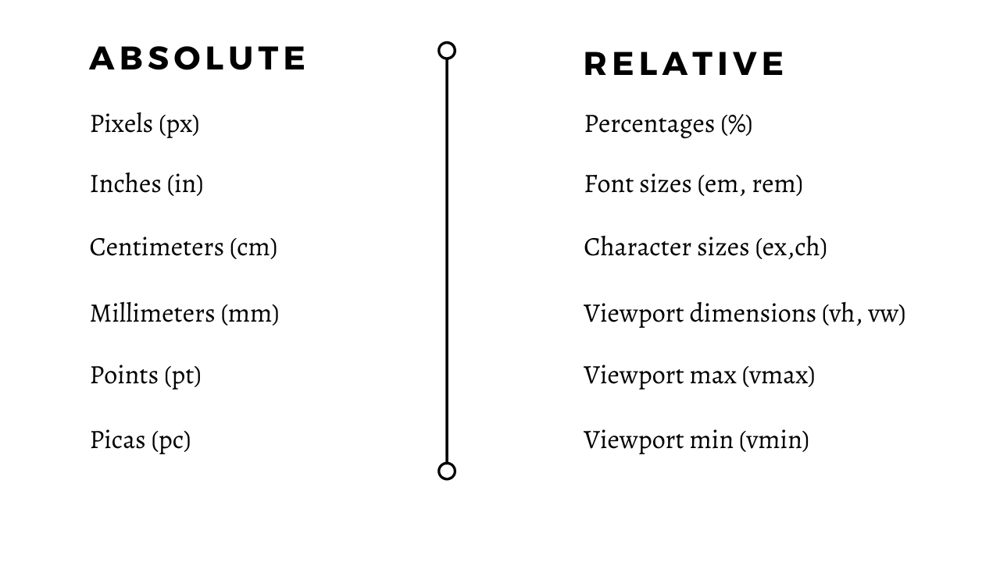 ABSOLUTE
Pixels (px)
Inches (in)
Centimeters (cm)
Millimeters (mm)
Points (pt)
Picas (pc)
RELATIVE
Percentages (%)
Font sizes (em, rem)
Character sizes (ex,ch)
Viewport dimensions (vh, vw)
Viewport max (vmax)
Viewport min (vmin)